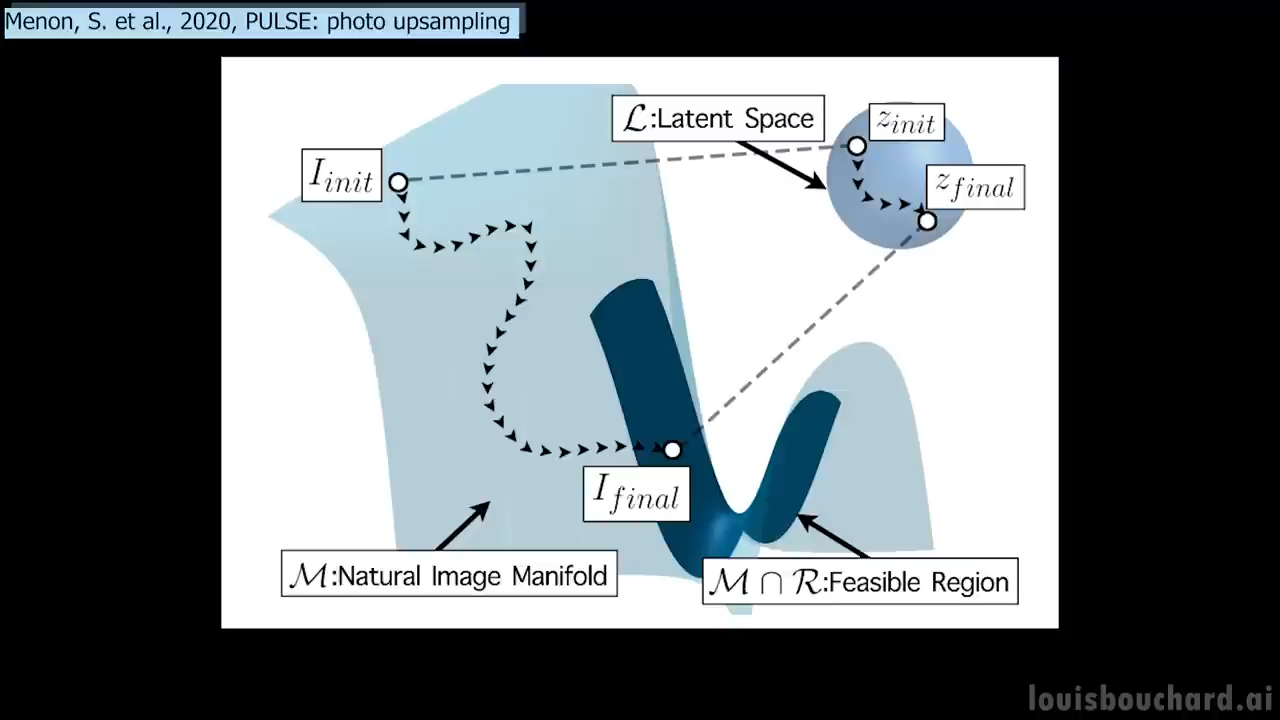 Menon, S. et al., 2020, PULSE: photo upsampling
ℒ:Latent Space
z_init
I_init
z_final
I_final
ℳ:Natural Image Manifold
ℳ ∩ ℛ:Feasible Region
louisbouchard.ai